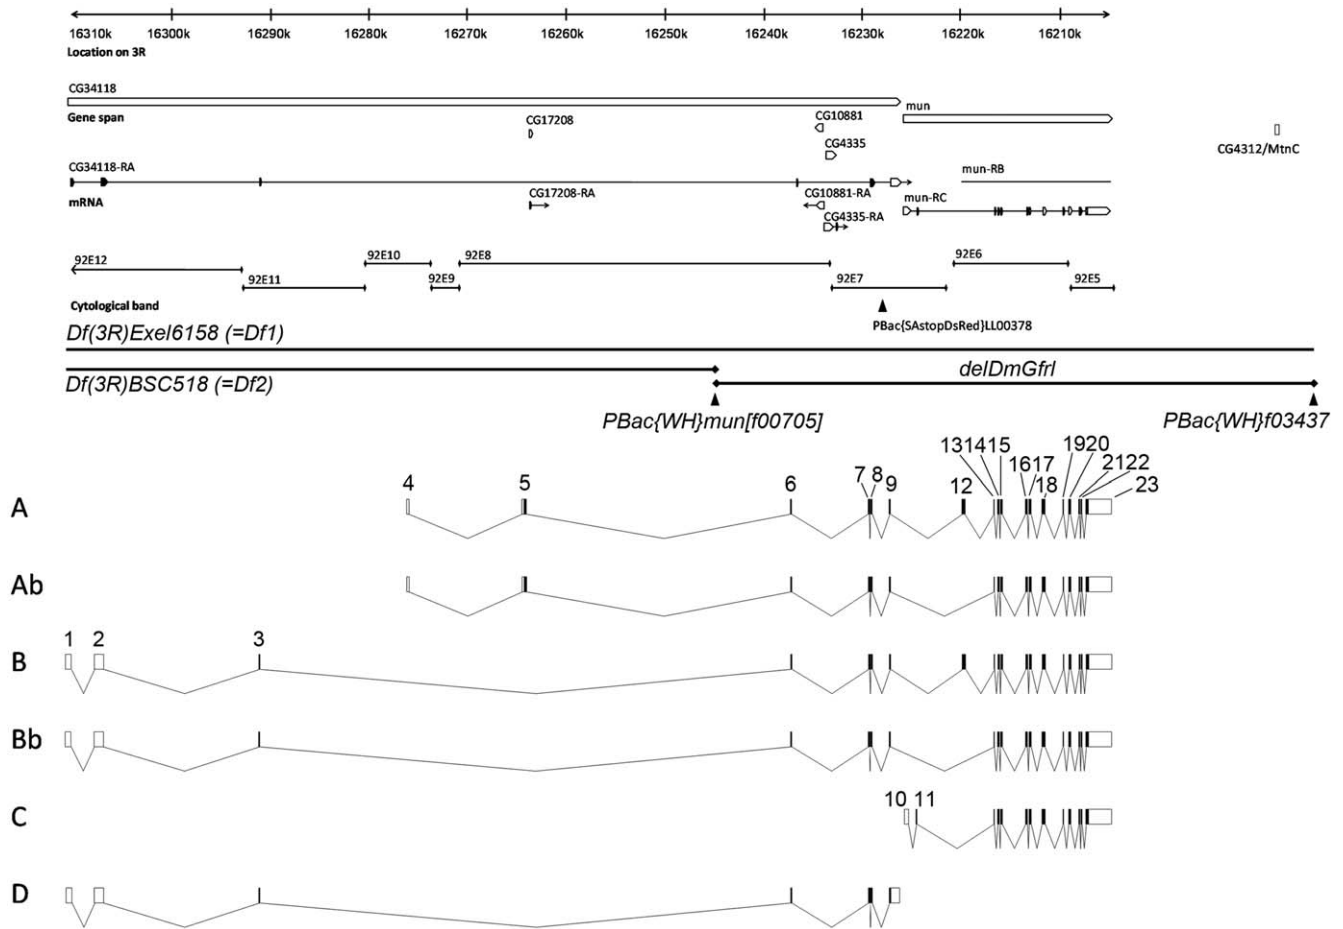 16310k 16300k 16290k 16280k 16270k 16260k 16250k 16240k 16230k 16220k 16210k
Location on 3R
CG34118
Gene span
mun
CG17208
CG10881
CG4335
CG4312/MtnC
CG34118-RA
mRNA
mun-RB
CG17208-RA
CG10881-RA
mun-RC
CG4335-RA
92E12
92E11
92E10
92E9
92E8
92E7
92E6
92E5
Cytological band
PBac{SAstopDsRed}LL00378
Df(3R)Exel6158 (=Df1)
delDmGfrl
Df(3R)BSC518 (=Df2)
PBac{WH}mun[f00705]
PBac{WH}f03437
4 5 6 7 8 9 12 131415 1617 18 1920 2122 23
A
Ab
1 2 3
B
Bb
10 11
C
D